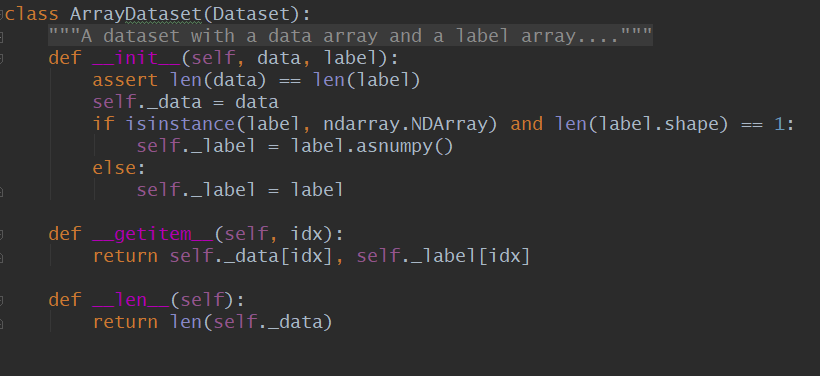 class ArrayDataset(Dataset):
    """A dataset with a data array and a label array...."""
    def __init__(self, data, label):
        assert len(data) == len(label)
        self._data = data
        if isinstance(label, ndarray.NDArray) and len(label.shape) == 1:
            self._label = label.asnumpy()
        else:
            self._label = label
    def __getitem__(self, idx):
        return self._data[idx], self._label[idx]
    def __len__(self):
        return len(self._data)